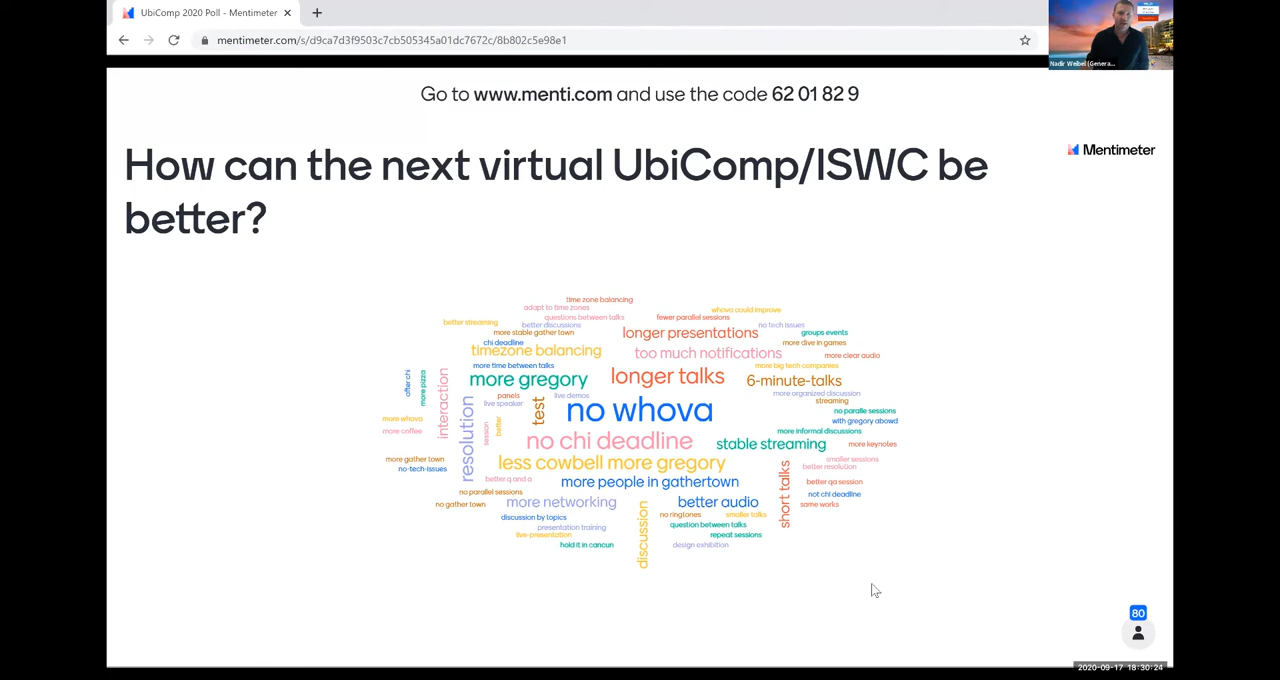 UbiComp 2020 Poll - Mentimeter
mentimeter.com/s/d9ca7d3f9503c7cb505345a01dc7672c/8b802c5e98e1
Nadir Weibel (Genera...
Go to www.menti.com and use the code 62 01 82 9
Mentimeter
How can the next virtual UbiComp/ISWC be
better?
time zone balancing
adapt to time zones
whova could improve
questions between talks
fewer parallel sessions
better streaming
better discussions
no tech issues
more stable gather town
longer presentations
groups events
chi deadline
more dive in games
timezone balancing
too much notifications
more clear audio
more time between talks
more big tech companies
more gregory
longer talks
6-minute-talks
after chi
more pizza
interaction
panels
live demos
more organized discussion
live speaker
streaming
resolution
test
no whova
no paralle sessions
more whova
with gregory abowd
session
better
more coffee
more informal discussions
no chi deadline
stable streaming
more keynotes
more gather town
less cowbell more gregory
smaller sessions
no-tech-issues
better resolution
better q and a
more people in gathertown
short talks
better qa session
no parallel sessions
not chi deadline
no gather town
more networking
better audio
same works
discussion by topics
discussion
no ringtones
smaller talks
presentation training
question between talks
live-presentation
repeat sessions
hold it in cancun
design exhibition
80
2020-09-17 18:30:24